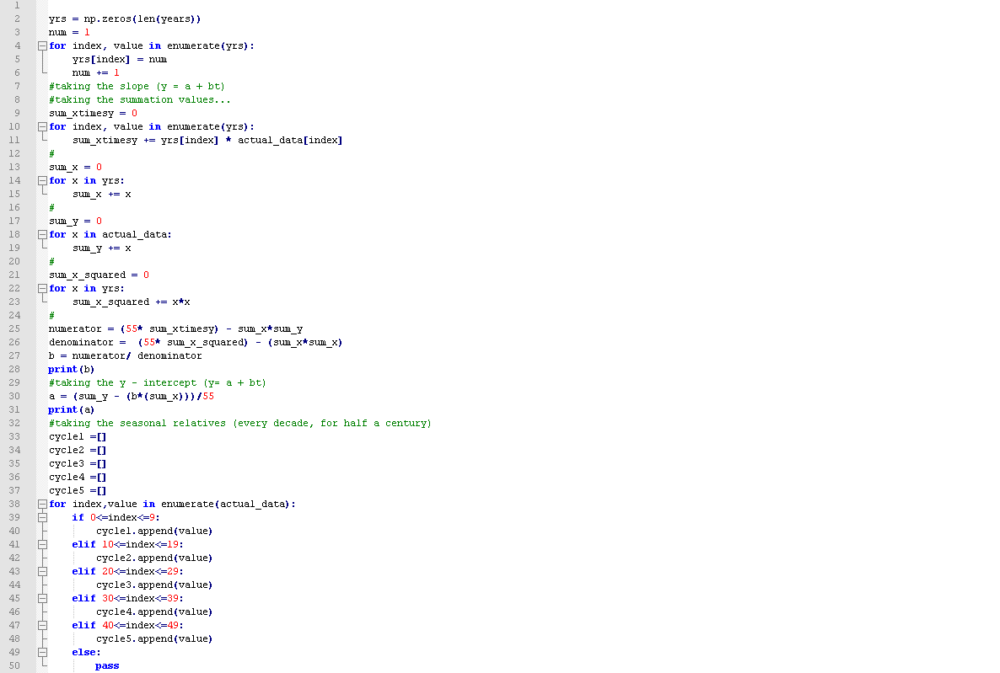 1
2 yrs = np.zeros(len(years))
3 num = 1
4 for index, value in enumerate(yrs):
5     yrs[index] = num
6     num += 1
7 #taking the slope (y = a + bt)
8 #taking the summation values...
9 sum_xtimesy = 0
10 for index, value in enumerate(yrs):
11     sum_xtimesy += yrs[index] * actual_data[index]
12 #
13 sum_x = 0
14 for x in yrs:
15     sum_x += x
16 #
17 sum_y = 0
18 for x in actual_data:
19     sum_y += x
20 #
21 sum_x_squared = 0
22 for x in yrs:
23     sum_x_squared += x*x
24 #
25 numerator = (55* sum_xtimesy) - sum_x*sum_y
26 denominator =  (55* sum_x_squared) - (sum_x*sum_x)
27 b = numerator/ denominator
28 print(b)
29 #taking the y - intercept (y= a + bt)
30 a = (sum_y - (b*(sum_x)))/55
31 print(a)
32 #taking the seasonal relatives (every decade, for half a century)
33 cycle1 =[]
34 cycle2 =[]
35 cycle3 =[]
36 cycle4 =[]
37 cycle5 =[]
38 for index,value in enumerate(actual_data):
39     if 0<=index<=9:
40         cycle1.append(value)
41     elif 10<=index<=19:
42         cycle2.append(value)
43     elif 20<=index<=29:
44         cycle3.append(value)
45     elif 30<=index<=39:
46         cycle4.append(value)
47     elif 40<=index<=49:
48         cycle5.append(value)
49     else:
50         pass